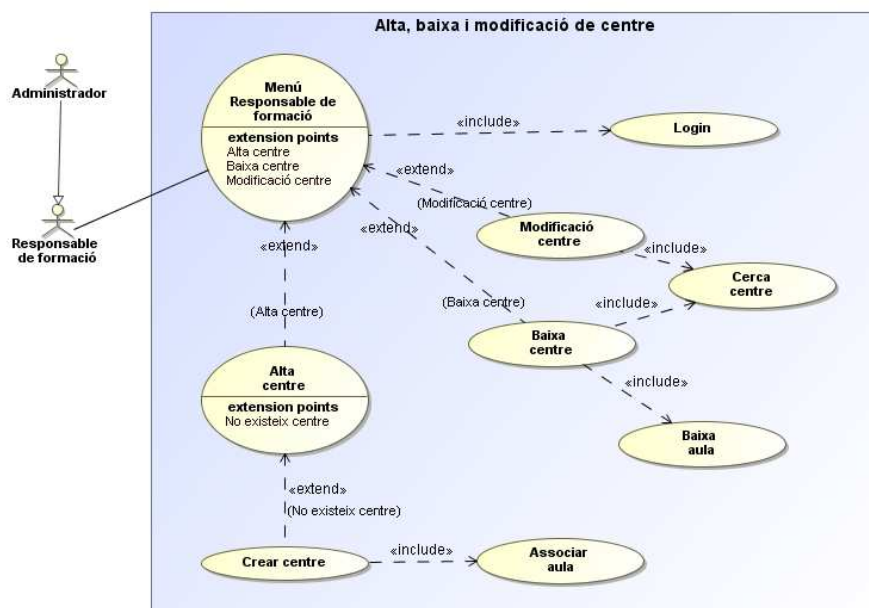 Alta, baixa i modificació de centre
Administrador
Responsable
de formació
Menú
Responsable de
formació
extension points
Alta centre
Baixa centre
Modificació centre
«include»
Login
«extend»
(Modificació centre)
Modificació
centre
«include»
Cerca
centre
«extend»
(Baixa centre)
Baixa
centre
«include»
«include»
Baixa
aula
«extend»
(Alta centre)
Alta
centre
extension points
No existeix centre
«extend»
(No existeix centre)
Crear centre
«include»
Associar
aula